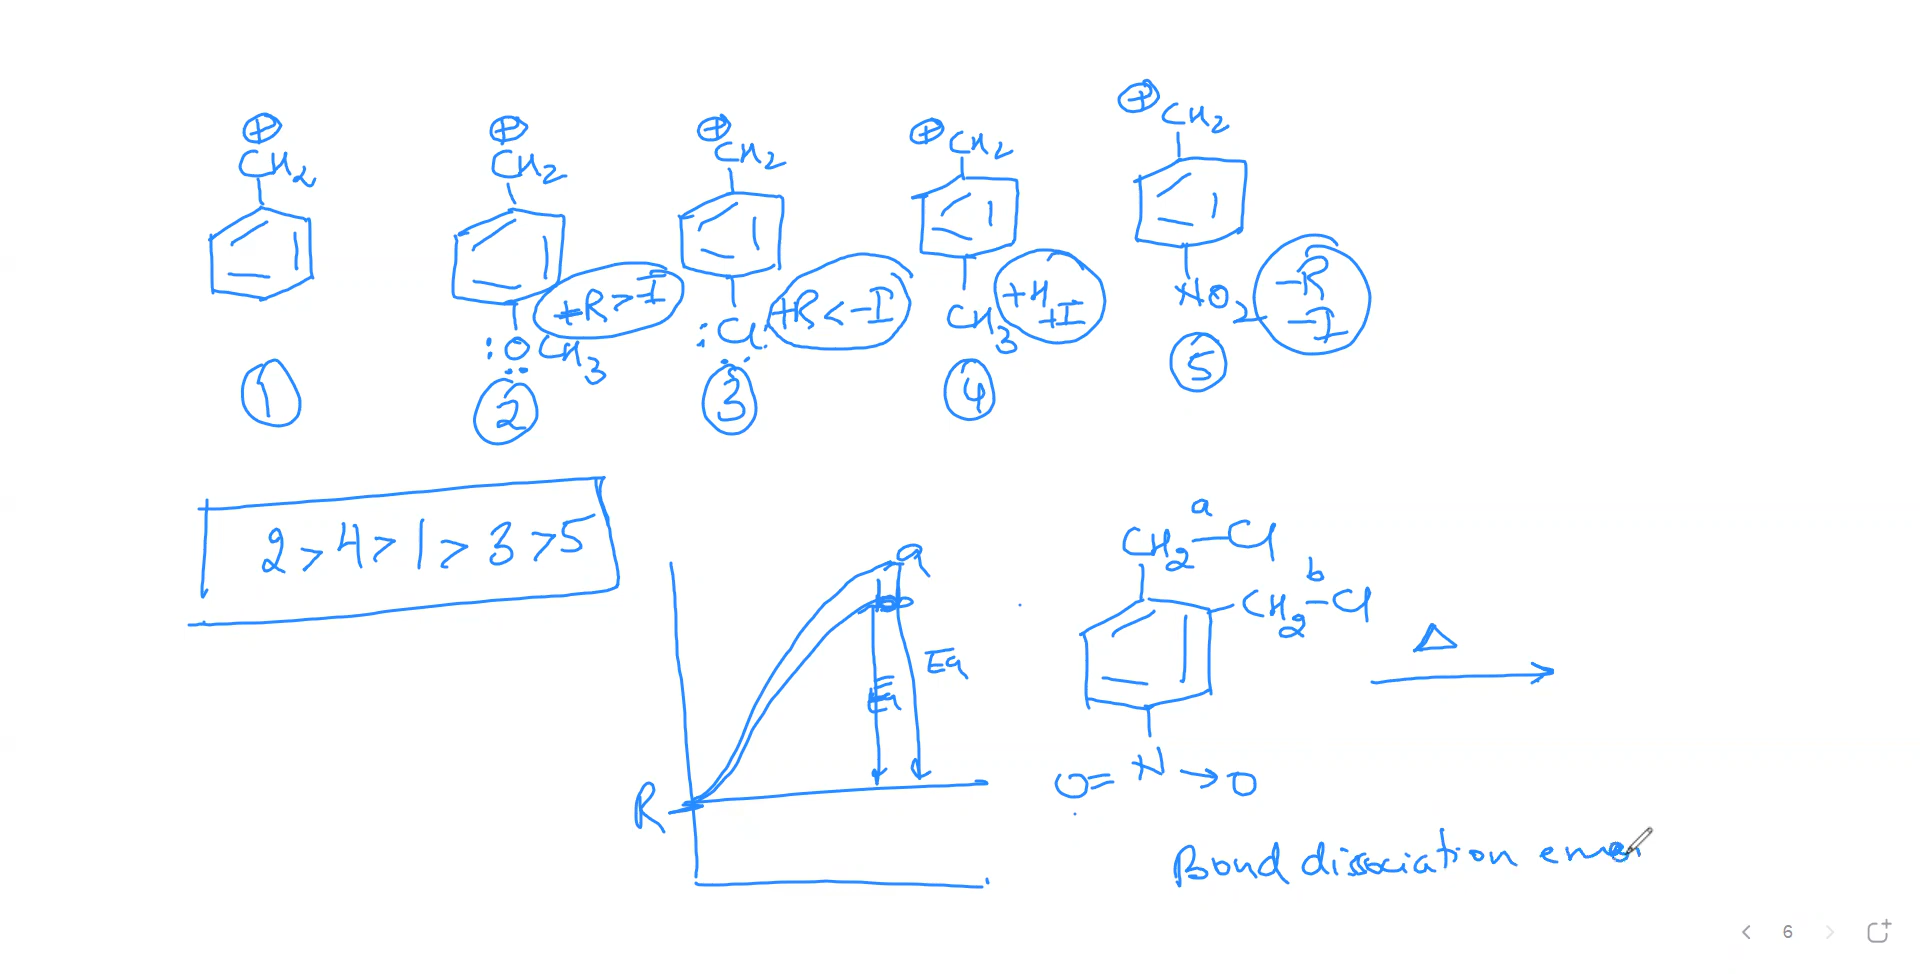 ⊕ ⊕ ⊕ ⊕ ⊕
CH2 CH2 CH2 CH2 CH2
+R > -I +R < -I +H +I -R -I
:OCH3 :Cl: CH3 NO2
1 2 3 4 5
2 > 4 > 1 > 3 > 5
a
b
Ea
Ea
R
a
CH2-Cl
b
CH2-Cl
Δ
O=N→O
Bond dissociation